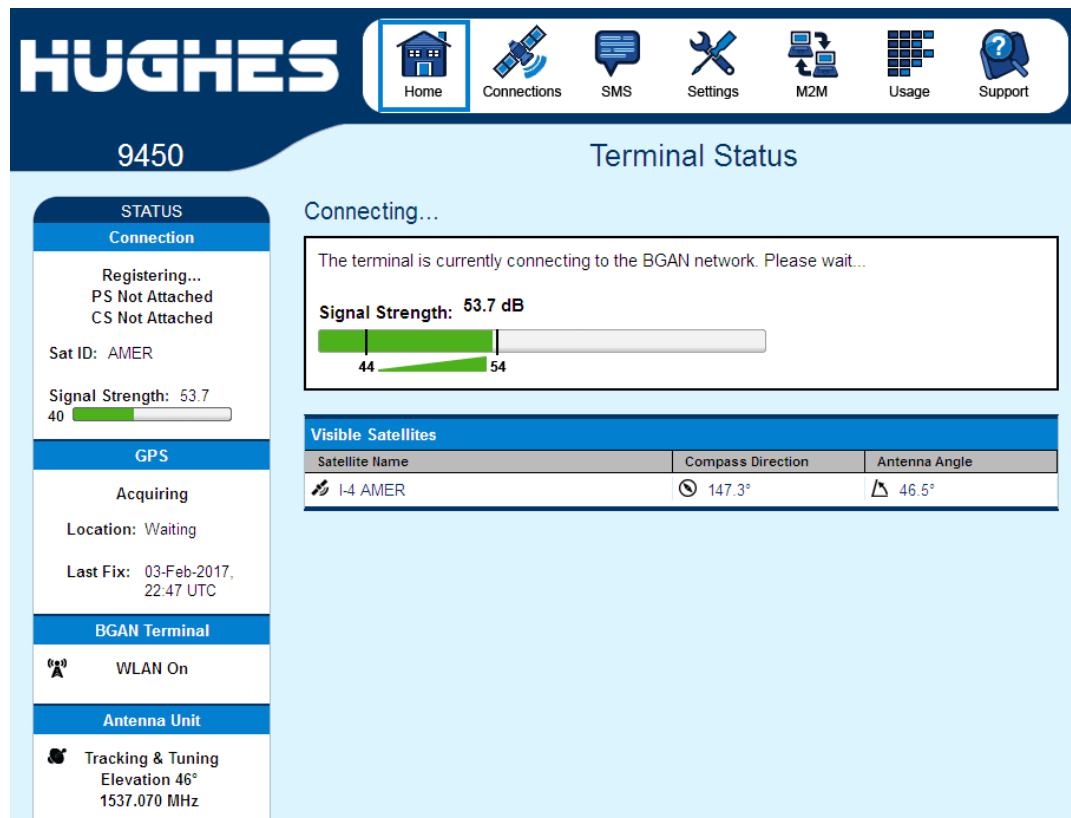 HUGHES
Home Connections SMS Settings M2M Usage Support
9450
Terminal Status
STATUS
Connection
Registering...
PS Not Attached
CS Not Attached
Sat ID: AMER
Signal Strength: 53.7
40
GPS
Acquiring
Location: Waiting
Last Fix: 03-Feb-2017,
22:47 UTC
BGAN Terminal
WLAN On
Antenna Unit
Tracking & Tuning
Elevation 46°
1537.070 MHz
Connecting...
The terminal is currently connecting to the BGAN network. Please wait...
Signal Strength: 53.7 dB
44 54
Visible Satellites
Satellite Name Compass Direction Antenna Angle
I-4 AMER 147.3° 46.5°